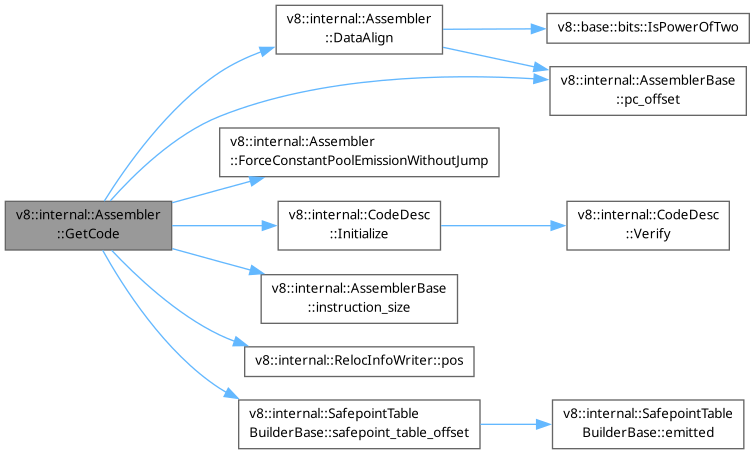 v8::internal::Assembler
::GetCode
v8::internal::Assembler
::DataAlign
v8::base::bits::IsPowerOfTwo
v8::internal::AssemblerBase
::pc_offset
v8::internal::Assembler
::ForceConstantPoolEmissionWithoutJump
v8::internal::CodeDesc
::Initialize
v8::internal::CodeDesc
::Verify
v8::internal::AssemblerBase
::instruction_size
v8::internal::RelocInfoWriter::pos
v8::internal::SafepointTable
BuilderBase::safepoint_table_offset
v8::internal::SafepointTable
BuilderBase::emitted